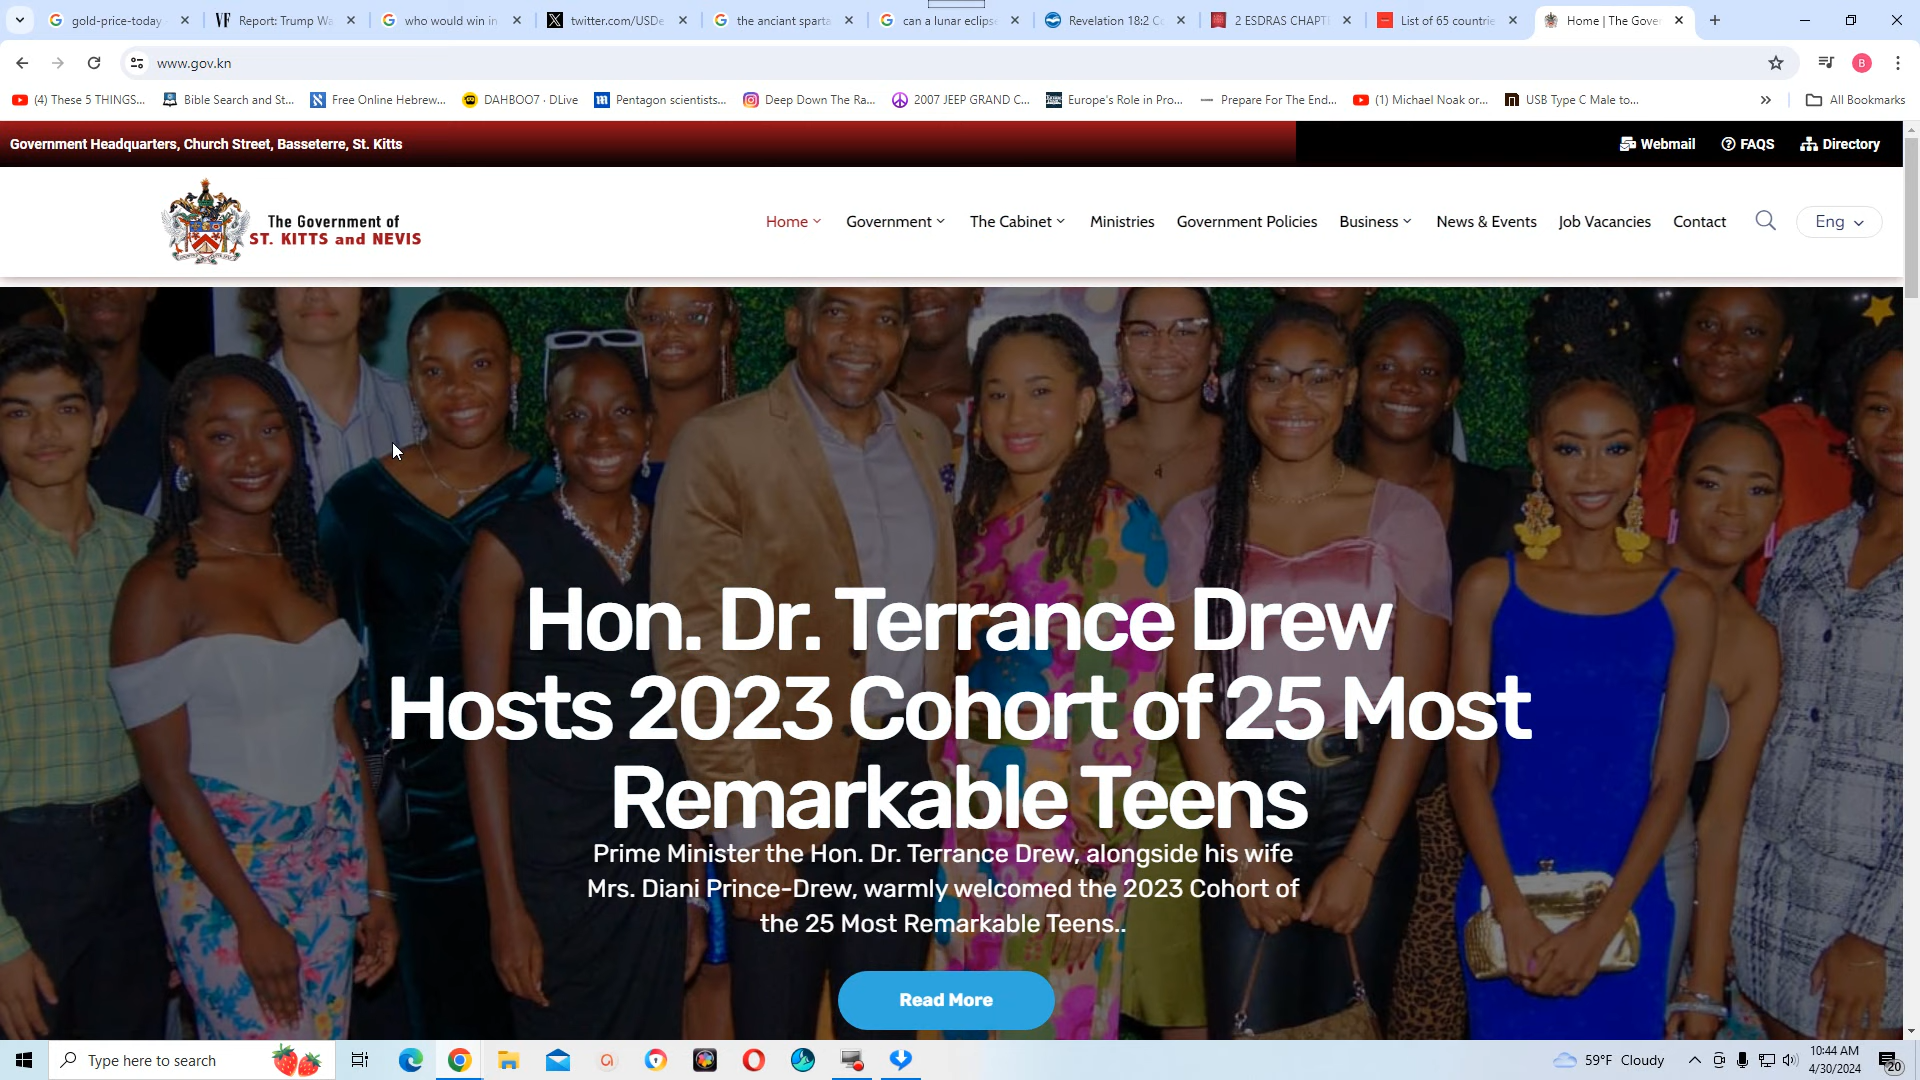 gold-price-today
Report: Trump Wa
who would win in
twitter.com/USDe
the anciant sparta
can a lunar eclips
Revelation 18:2 Co
2 ESDRAS CHAPTE
List of 65 countrie
Home | The Gover
www.gov.kn
B
(4) These 5 THINGS...
Bible Search and St...
Free Online Hebrew...
DAHBOO7 · DLive
Pentagon scientists...
Deep Down The Ra...
2007 JEEP GRAND C...
Europe's Role in Pro...
Prepare For The End...
(1) Michael Noak or...
USB Type C Male to...
All Bookmarks
Government Headquarters, Church Street, Basseterre, St. Kitts
Webmail
FAQS
Directory
The Government of
ST. KITTS and NEVIS
Home
Government
The Cabinet
Ministries
Government Policies
Business
News & Events
Job Vacancies
Contact
Eng
Hon. Dr. Terrance Drew
Hosts 2023 Cohort of 25 Most
Remarkable Teens
Prime Minister the Hon. Dr. Terrance Drew, alongside his wife
Mrs. Diani Prince-Drew, warmly welcomed the 2023 Cohort of
the 25 Most Remarkable Teens..
Read More
Type here to search
59°F Cloudy
10:44 AM
4/30/2024
20